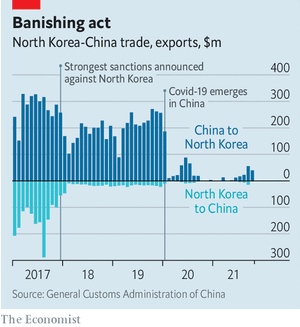 Banishing act
North Korea-China trade, exports, $m
Strongest sanctions announced
against North Korea
Covid-19 emerges
in China
400
300
200
100
0
100
200
300
China to
North Korea
North Korea
to China
2017
18
19
20
21
Source: General Customs Administration of China
The Economist